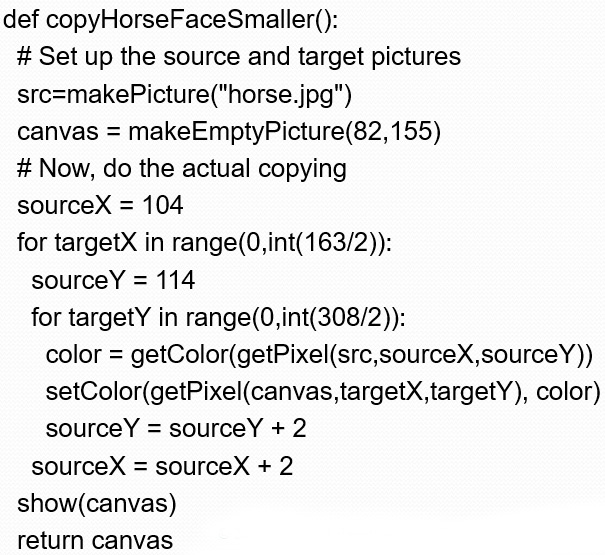 def copyHorseFaceSmaller():
# Set up the source and target pictures
src=makePicture("horse.jpg")
canvas = makeEmptyPicture(82,155)
# Now, do the actual copying
sourceX = 104
for targetX in range(0,int(163/2)):
sourceY = 114
for targetY in range(0,int(308/2)):
color = getColor(getPixel(src,sourceX,sourceY))
setColor(getPixel(canvas,targetX,targetY), color)
sourceY = sourceY + 2
sourceX = sourceX + 2
show(canvas)
return canvas